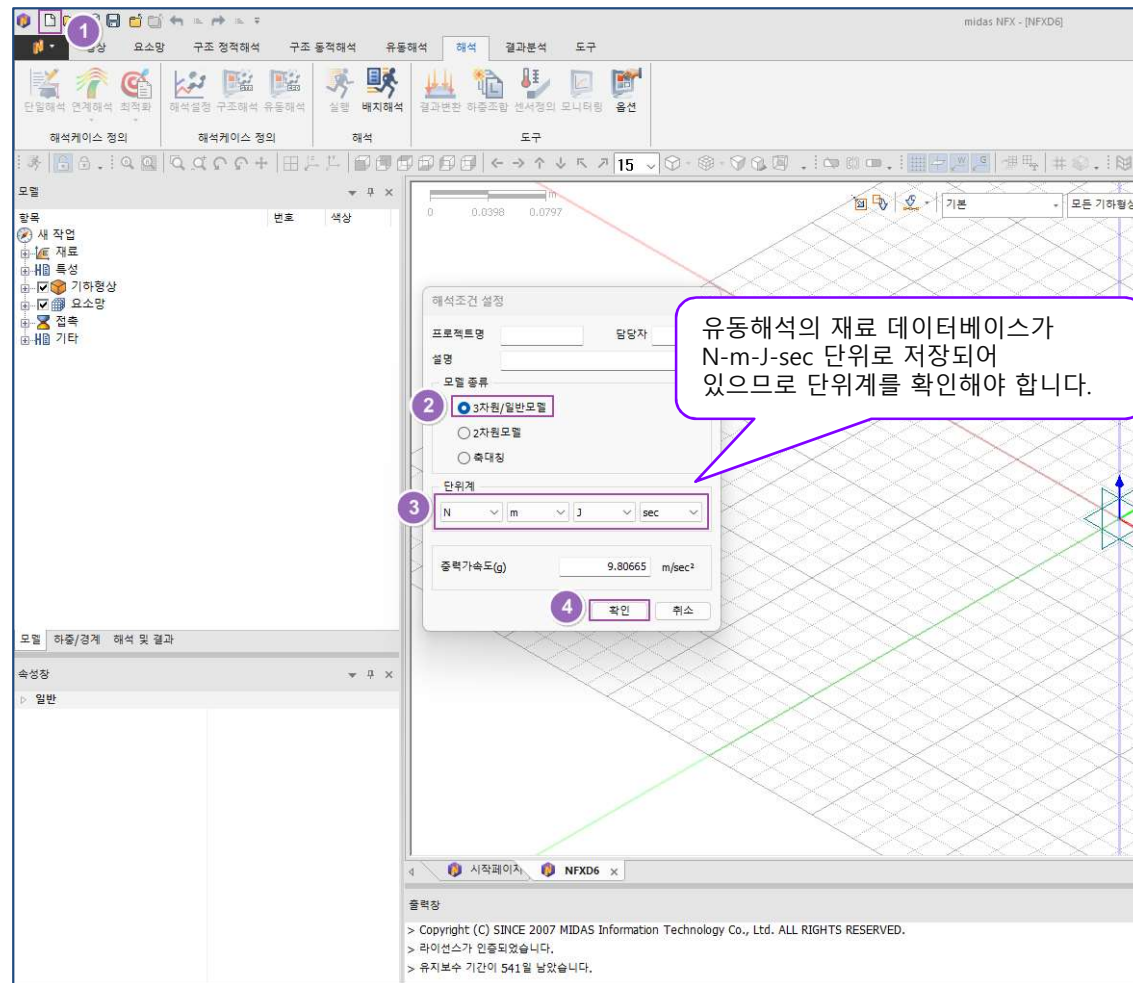 midas NFX - [NFXD6]
1
요소망 구조 정적해석 구조 동적해석 유동해석 해석 결과분석 도구
단일해석 연계해석 최적화 해석설정 구조해석 유동해석 실행 배치해석 결과변환 하중조합 센서정의 모니터링 옵션
해석케이스 정의 해석케이스 정의 해석 도구
15
모델
항목 번호 색상
새 작업
재료
특성
기하형상
요소망
접촉
기타
모델 하중/경계 해석 및 결과
속성창
일반
m
0 0.0398 0.0797
기본 모든 기하형상
해석조건 설정
프로젝트명 담당자
설명
모델 종류
2 3차원/일반모델
2차원모델
축대칭
단위계
3 N m J sec
중력가속도(g) 9.80665 m/sec²
4 확인 취소
유동해석의 재료 데이터베이스가
N-m-J-sec 단위로 저장되어
있으므로 단위계를 확인해야 합니다.
시작페이지 NFXD6
출력창
> Copyright (C) SINCE 2007 MIDAS Information Technology Co., Ltd. ALL RIGHTS RESERVED.
> 라이선스가 인증되었습니다.
> 유지보수 기간이 541일 남았습니다.